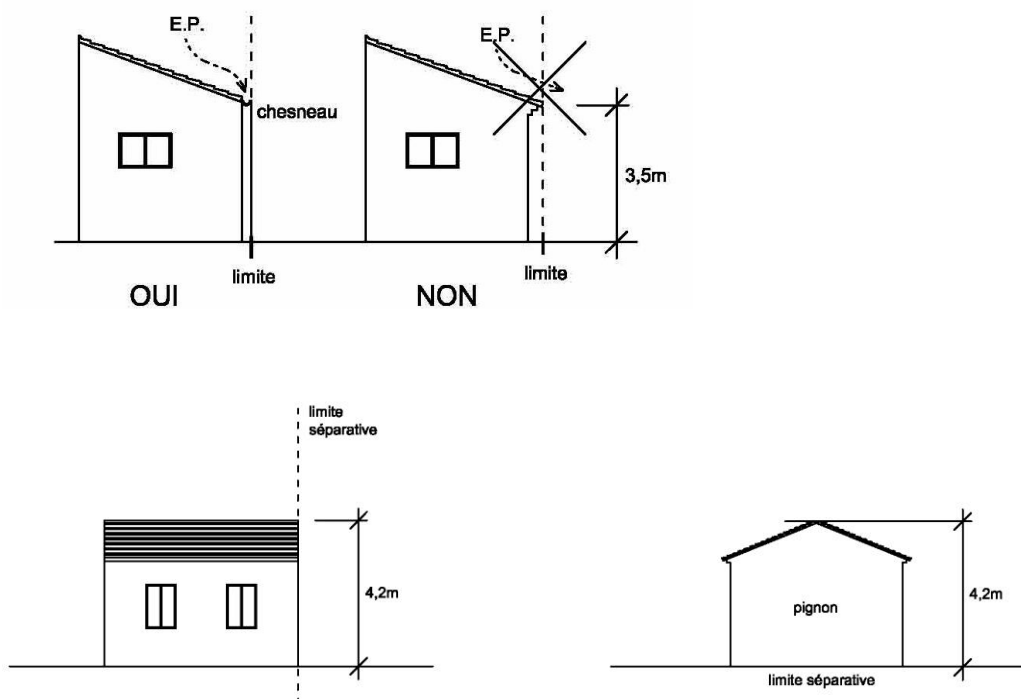 E.P.
E.P.
chesneau
3,5m
limite
limite
OUI
NON
limite
séparative
4,2m
pignon
4,2m
limite séparative